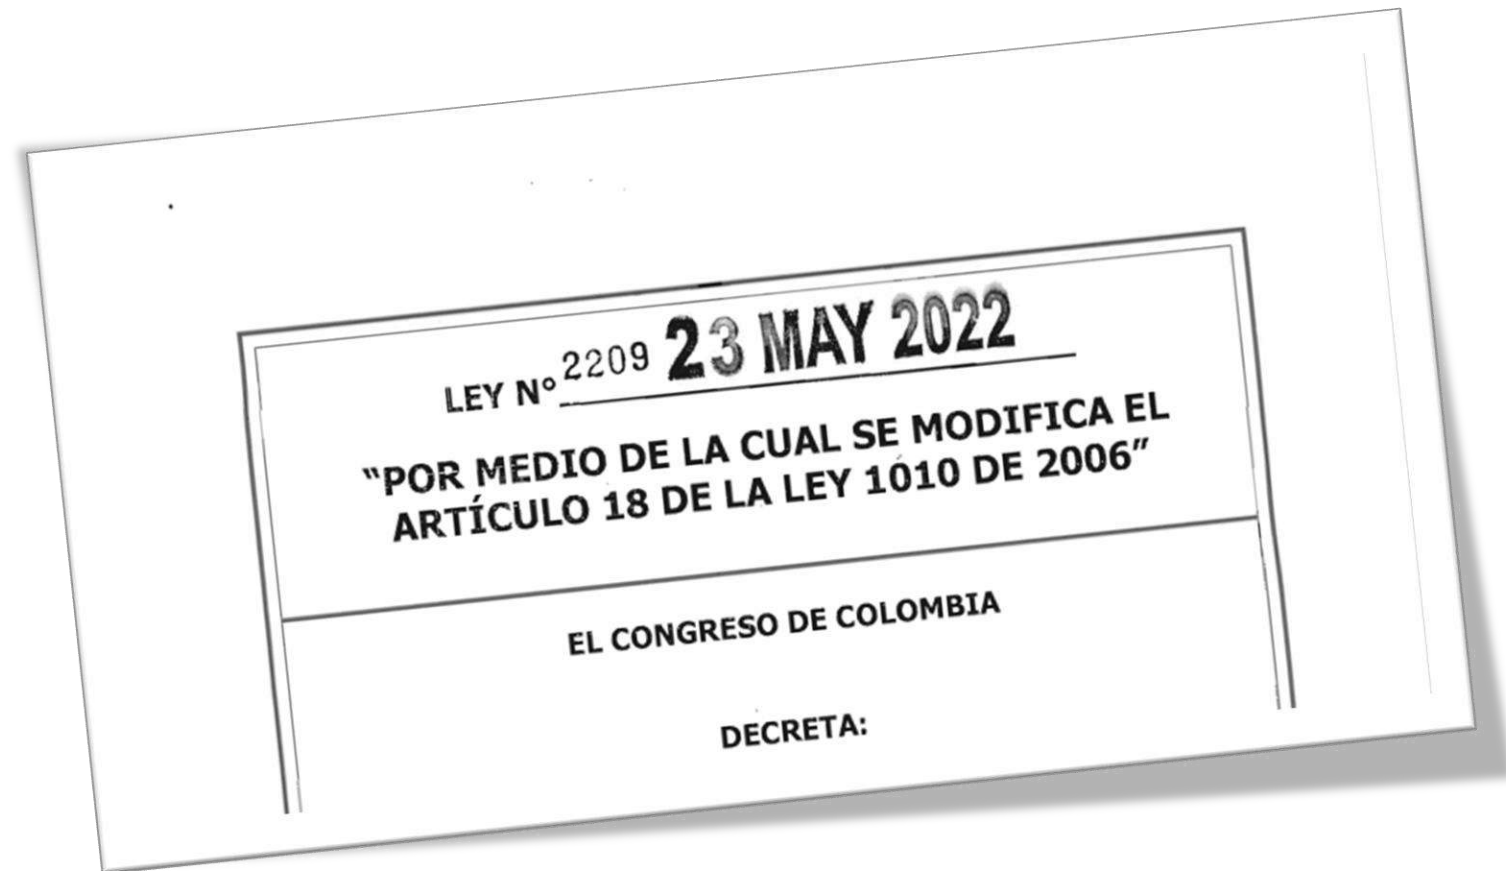 LEY Nº 2209 23 MAY 2022
"POR MEDIO DE LA CUAL SE MODIFICA EL
ARTÍCULO 18 DE LA LEY 1010 DE 2006"
EL CONGRESO DE COLOMBIA
DECRETA: